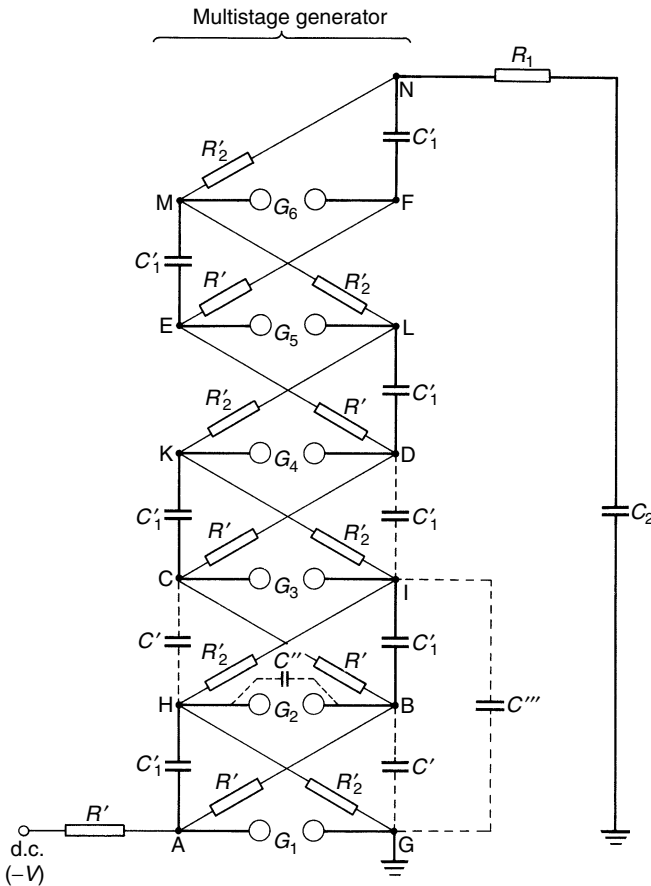 Multistage generator
N
R₁
C′₁
R′₂
M G₆ F
C′₁ R′ R′₂
E G₅ L
R′₂ C′₁
R′
K G₄ D
C′₁ R′ R′₂ C′₁ C₂
C G₃ I
C′ R′₂ C″ R′ C′₁
H G₂ B C‴
C′₁ R′ R′₂ C′
R′
A G₁ G
d.c.
(−V)